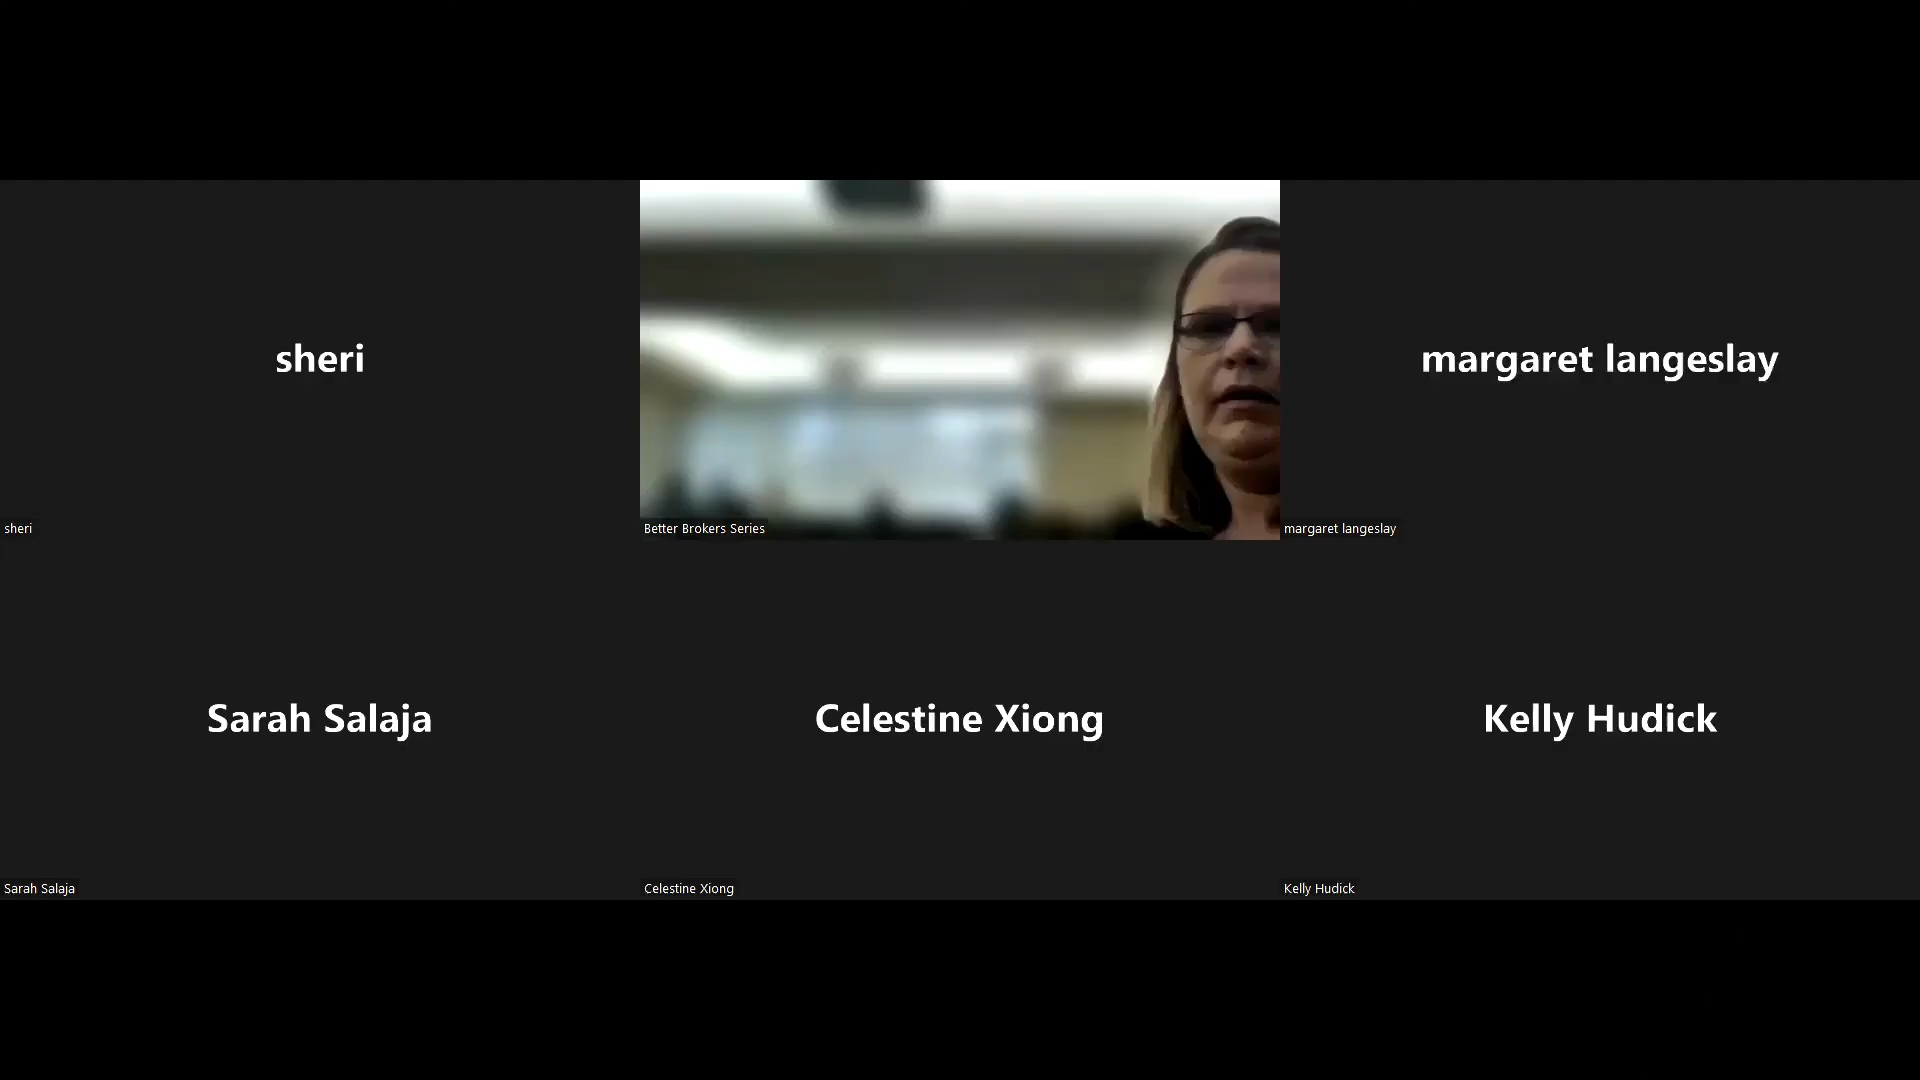 sheri
margaret langeslay
sheri
Better Brokers Series
margaret langeslay
Sarah Salaja
Celestine Xiong
Kelly Hudick
Sarah Salaja
Celestine Xiong
Kelly Hudick